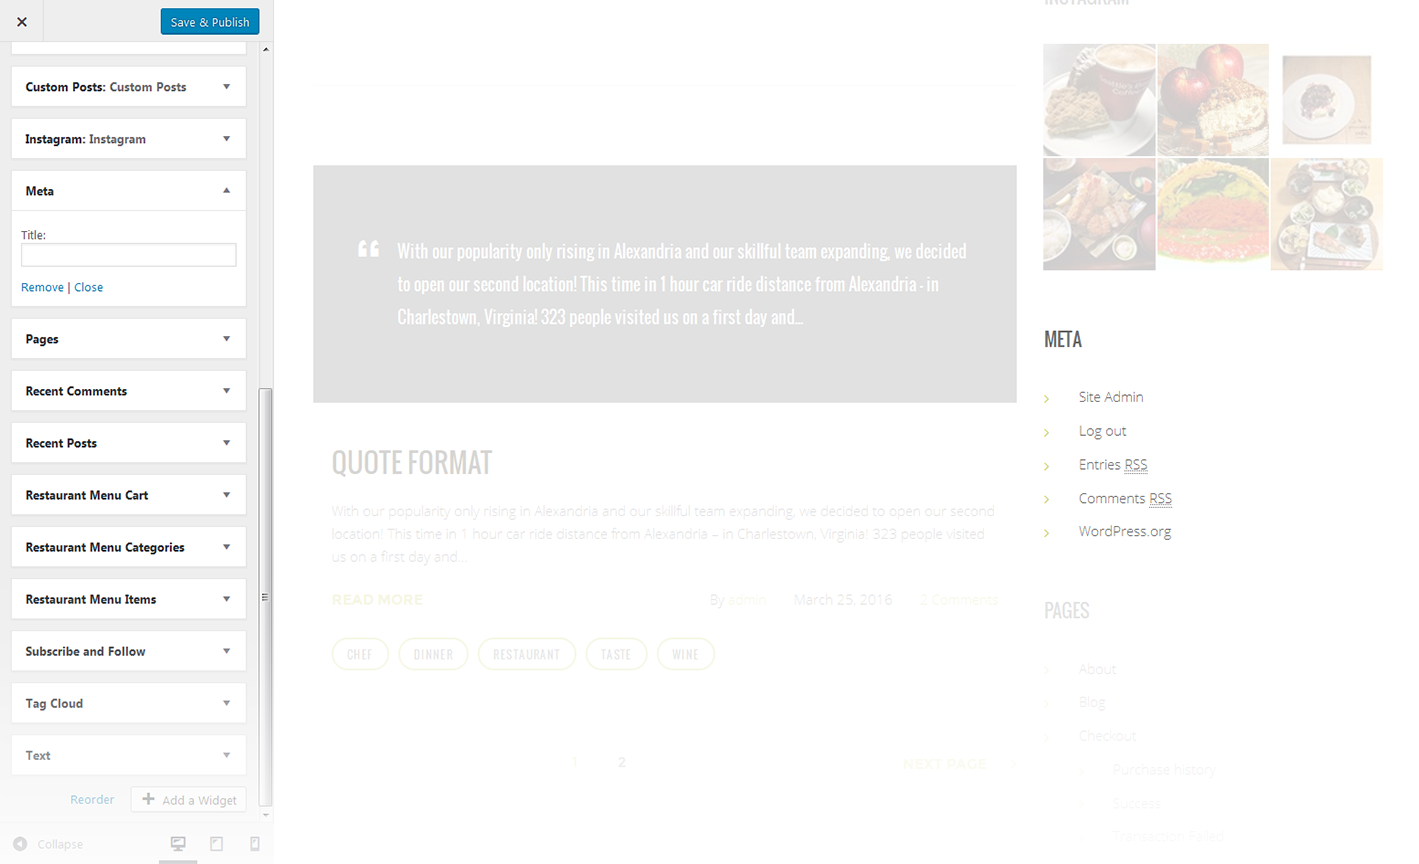 Save & Publish
Custom Posts: Custom Posts
Instagram: Instagram
Meta
Title:
Remove | Close
Pages
Recent Comments
Recent Posts
Restaurant Menu Cart
Restaurant Menu Categories
Restaurant Menu Items
Subscribe and Follow
Tag Cloud
Text
Reorder
Add a Widget
Collapse
“ With our popularity only rising in Alexandria and our skillful team expanding, we decided
to open our second location! This time in 1 hour car ride distance from Alexandria - in
Charlestown, Virginia! 323 people visited us on a first day and...
QUOTE FORMAT
With our popularity only rising in Alexandria and our skillful team expanding, we decided to open our second
location! This time in 1 hour car ride distance from Alexandria – in Charlestown, Virginia! 323 people visited
us on a first day and...
READ MORE
By admin
March 25, 2016
2 Comments
CHEF
DINNER
RESTAURANT
TASTE
WINE
1
2
NEXT PAGE
INSTAGRAM
META
Site Admin
Log out
Entries RSS
Comments RSS
WordPress.org
PAGES
About
Blog
Checkout
Purchase history
Success
Transaction Failed